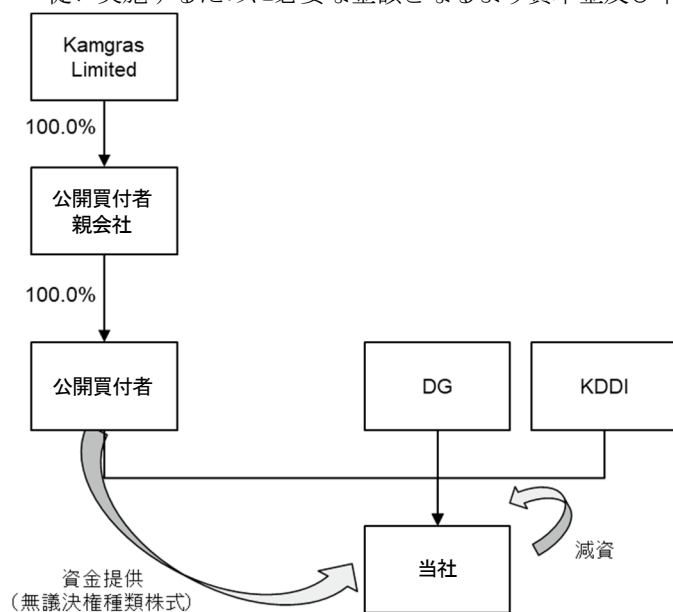 Kamgras
Limited
100.0%
公開買付者
親会社
100.0%
公開買付者
DG
KDDI
減資
当社
資金提供
（無議決権種類株式）